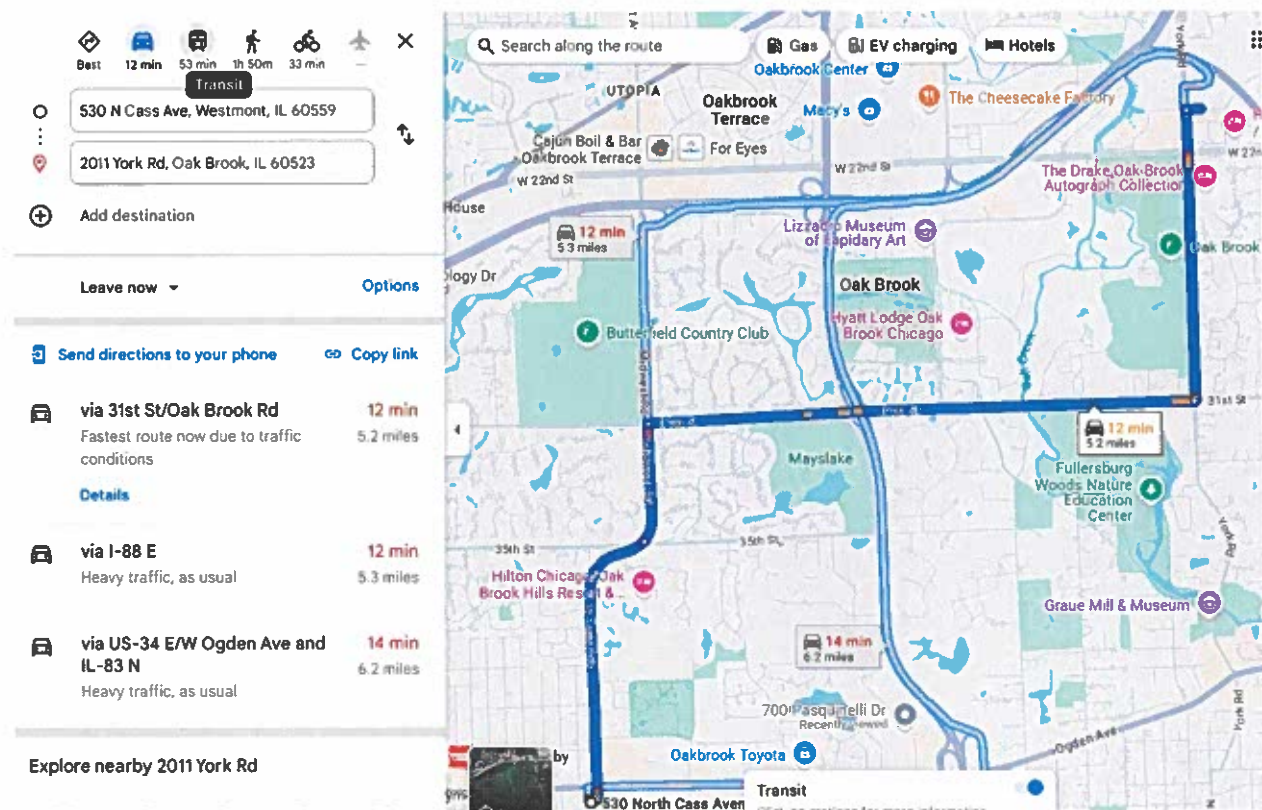 Best
12 min
53 min
1h 50m
33 min
—
Transit
530 N Cass Ave, Westmont, IL 60559
2011 York Rd, Oak Brook, IL 60523
Add destination
Leave now
Options
Send directions to your phone
Copy link
via 31st St/Oak Brook Rd
12 min
Fastest route now due to traffic
5.2 miles
conditions
Details
via I-88 E
12 min
Heavy traffic, as usual
5.3 miles
via US-34 E/W Ogden Ave and
14 min
IL-83 N
6.2 miles
Heavy traffic, as usual
Explore nearby 2011 York Rd
Search along the route
Gas
EV charging
Hotels
Oakbrook Center
UTOPIA
Oakbrook
Terrace
Macy's
The Cheesecake Factory
Cajun Boil & Bar
Oakbrook Terrace
For Eyes
W 22nd St
W 22nd St
The Drake Oak Brook
Autograph Collection
House
12 min
5.3 miles
Lizzadro Museum
of Lapidary Art
Oak Brook
ology Dr
Oak Brook
Hyatt Lodge Oak
Brook Chicago
Butterfield Country Club
31st St
12 min
5.2 miles
Mayslake
Fullersburg
Woods Nature
Education
Center
35th St
35th St
York Rd
Hilton Chicago Oak
Brook Hills Resort & ...
Graue Mill & Museum
14 min
6.2 miles
700 Pasquinelli Dr
Recently viewed
York Rd
Ogden Ave
Oakbrook Toyota
by
Transit
530 North Cass Aven